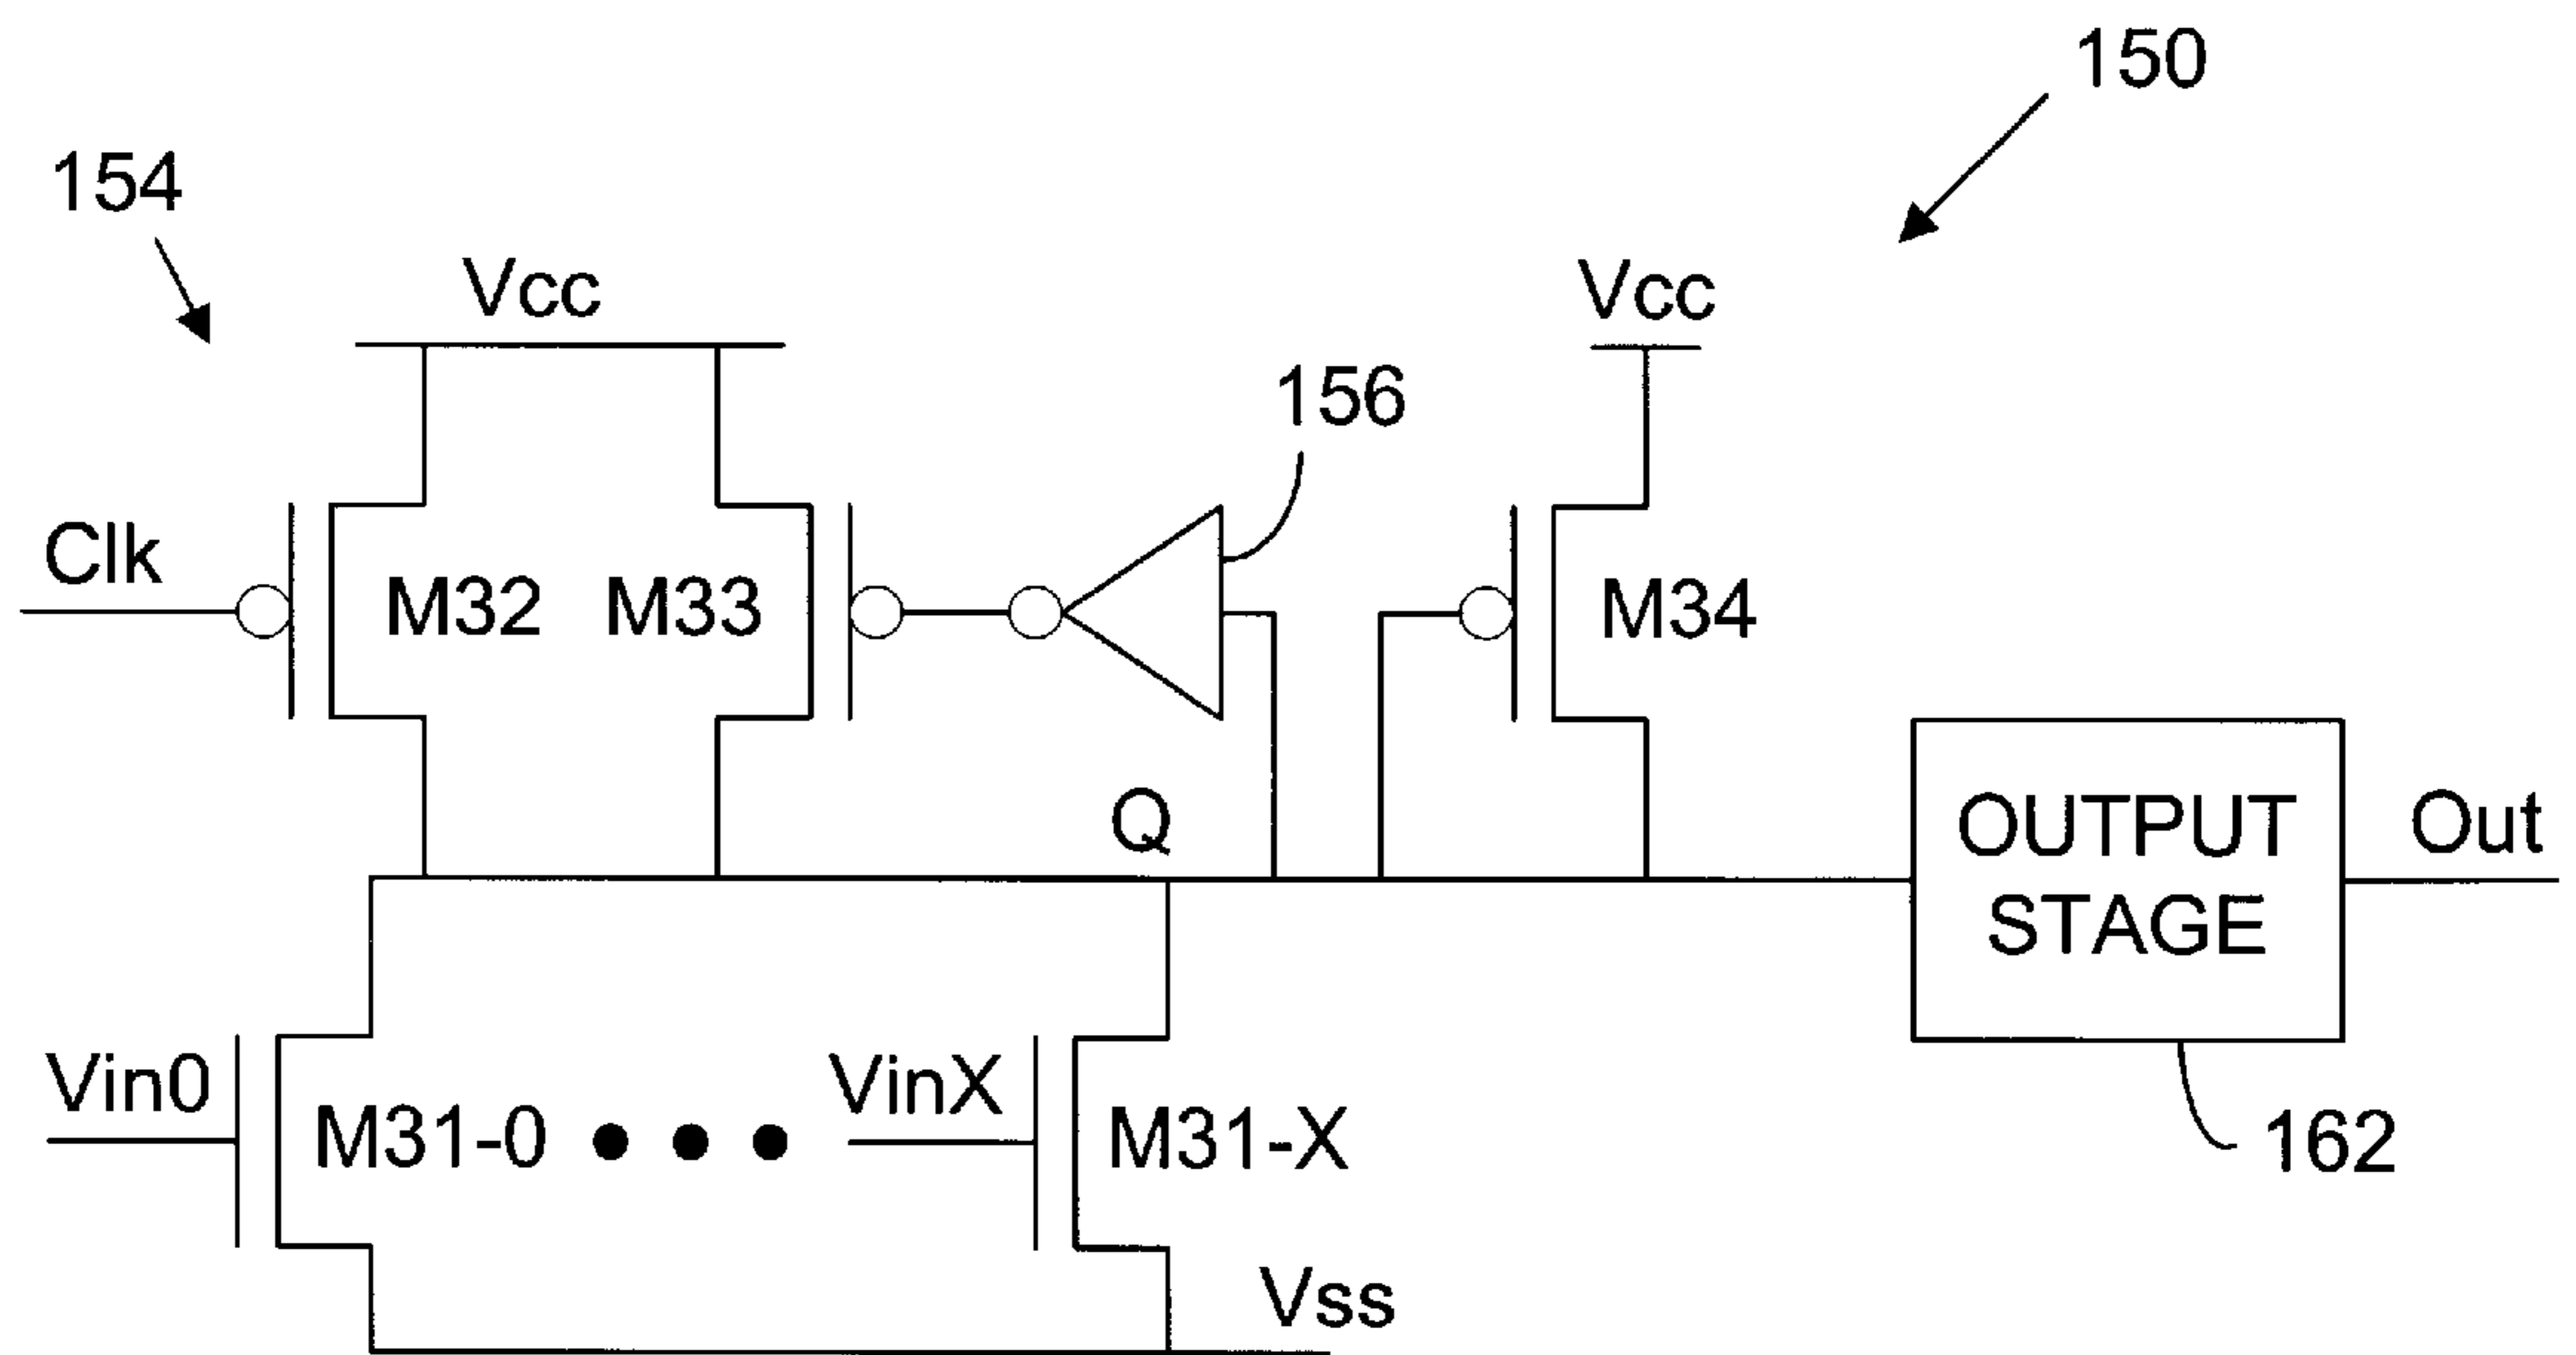 150
154
Vcc
Vcc
156
Clk
M32
M33
M34
Q
OUTPUT
STAGE
Out
Vin0
M31-0
VinX
M31-X
162
Vss